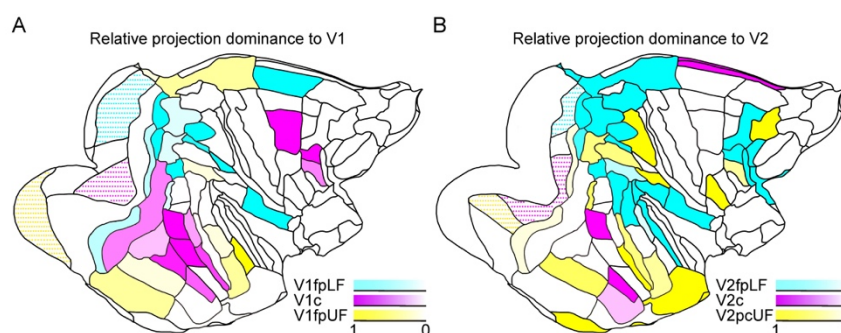 A
Relative projection dominance to V1
V1fpLF
V1c
V1fpUF
1 0
B
Relative projection dominance to V2
V2fpLF
V2c
V2pcUF
1 0